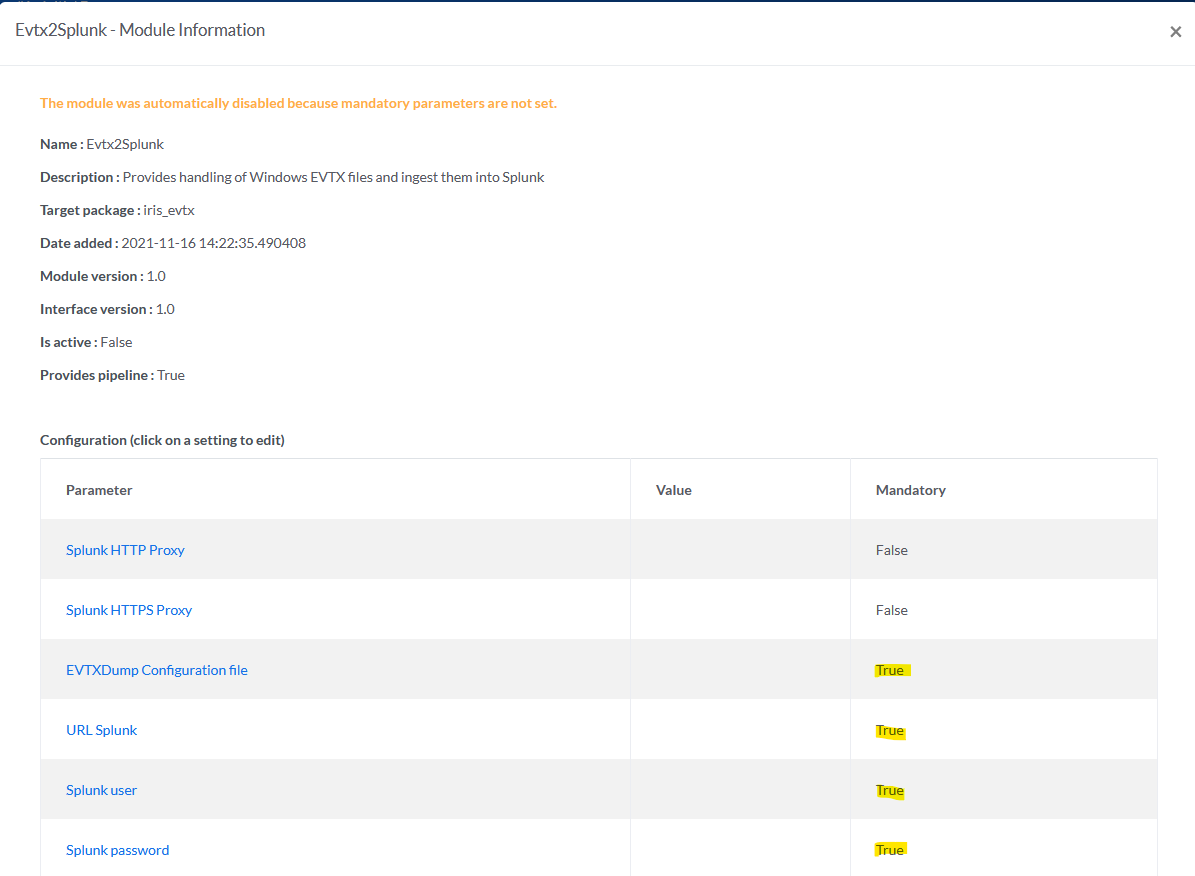 Evtx2Splunk - Module Information
×
The module was automatically disabled because mandatory parameters are not set.
Name : Evtx2Splunk
Description : Provides handling of Windows EVTX files and ingest them into Splunk
Target package : iris_evtx
Date added : 2021-11-16 14:22:35.490408
Module version : 1.0
Interface version : 1.0
Is active : False
Provides pipeline : True
Configuration (click on a setting to edit)
Parameter Value Mandatory
Splunk HTTP Proxy False
Splunk HTTPS Proxy False
EVTXDump Configuration file True
URL Splunk True
Splunk user True
Splunk password True